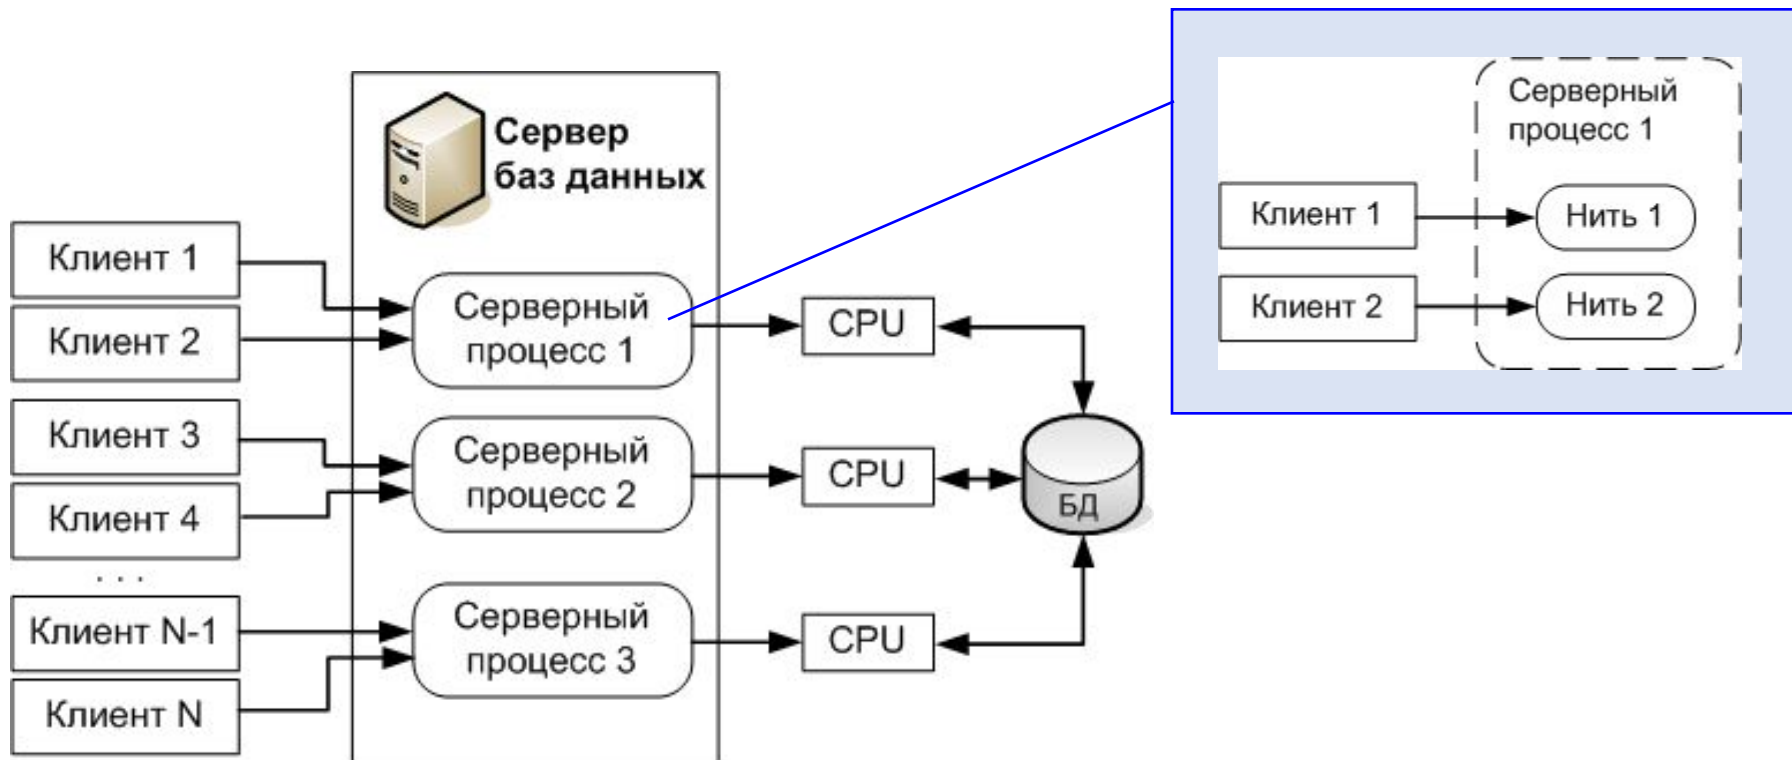 Сервер
баз данных
Клиент 1
Клиент 2
Клиент 3
Клиент 4
. . .
Клиент N-1
Клиент N
Серверный
процесс 1
Серверный
процесс 2
Серверный
процесс 3
CPU
CPU
CPU
БД
Серверный
процесс 1
Клиент 1
Нить 1
Клиент 2
Нить 2